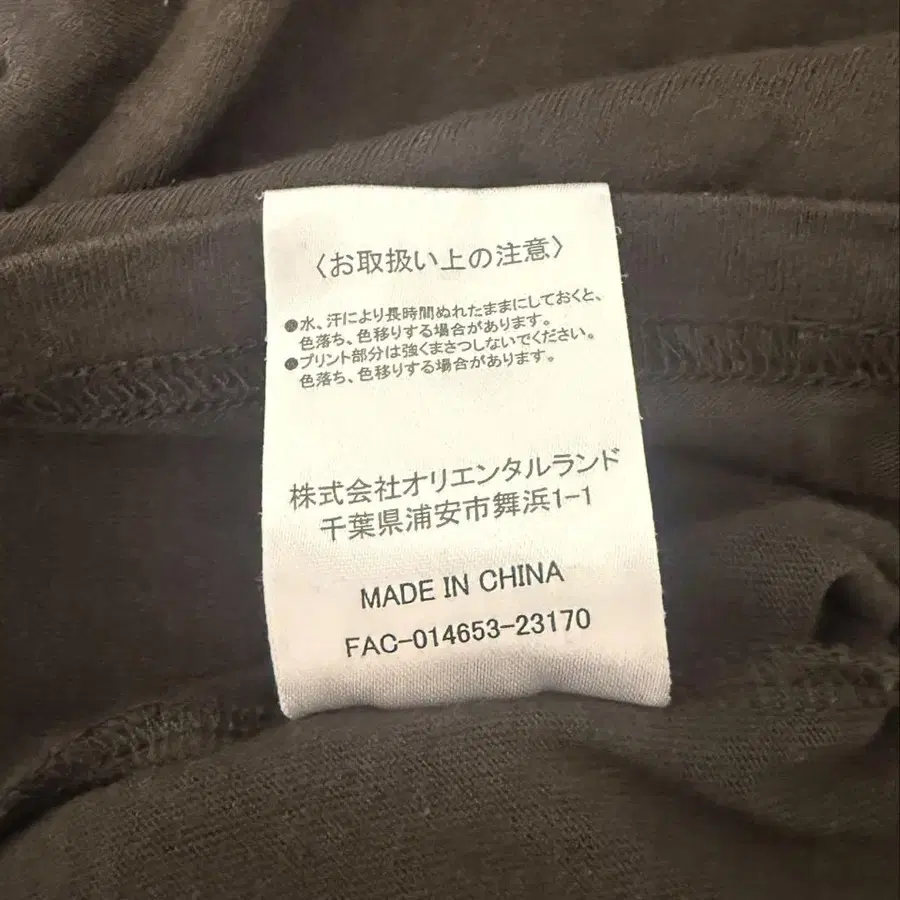 〈お取扱い上の注意〉
●水、汗により長時間ぬれたままにしておくと、
色落ち、色移りする場合があります。
●プリント部分は強くまさつしないでください。
色落ち、色移りする場合があります。
株式会社オリエンタルランド
千葉県浦安市舞浜1-1
MADE IN CHINA
FAC-014653-23170